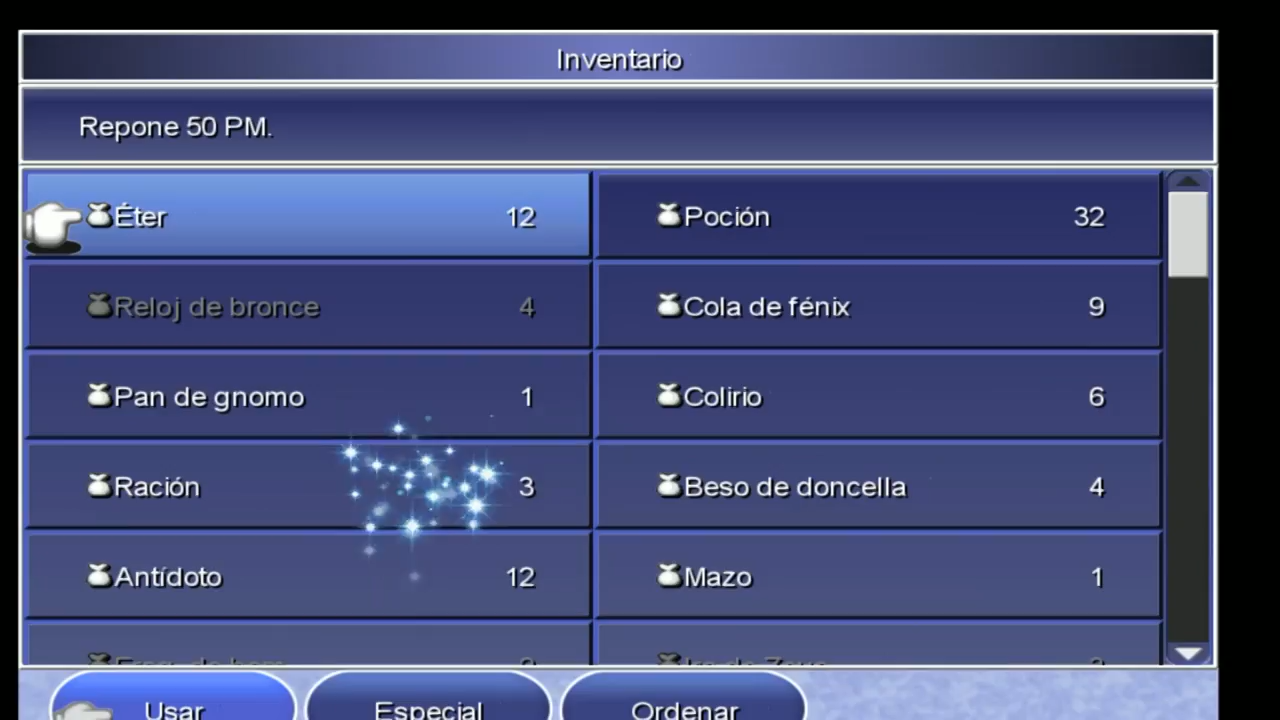 Inventario
Repone 50 PM.
Éter 12 Poción 32
Reloj de bronce 4 Cola de fénix 9
Pan de gnomo 1 Colirio 6
Ración 3 Beso de doncella 4
Antídoto 12 Mazo 1
Usar Especial Ordenar